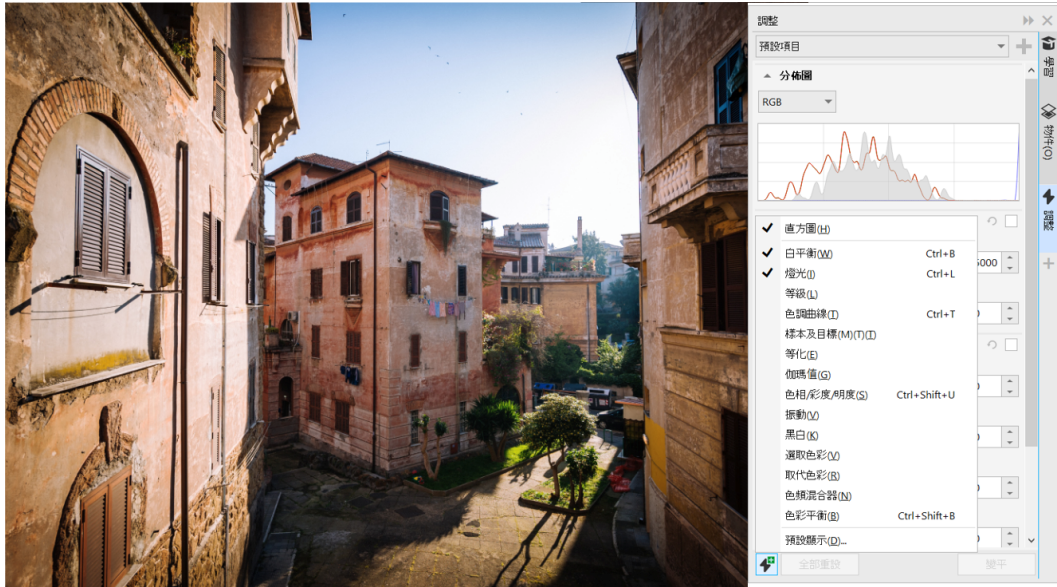 調整
預設項目
分佈圖
RGB
直方圖(H)
白平衡(W) Ctrl+B
燈光(I) Ctrl+L
等級(L)
色調曲線(T) Ctrl+T
樣本及目標(M)(T)(T)
等化(E)
伽瑪值(G)
色相/彩度/明度(S) Ctrl+Shift+U
振動(V)
黑白(K)
選取色彩(V)
取代色彩(R)
色頻混合器(N)
色彩平衡(B) Ctrl+Shift+B
預設顯示(D)...
全部重設
變平
學習
物件(O)
調整